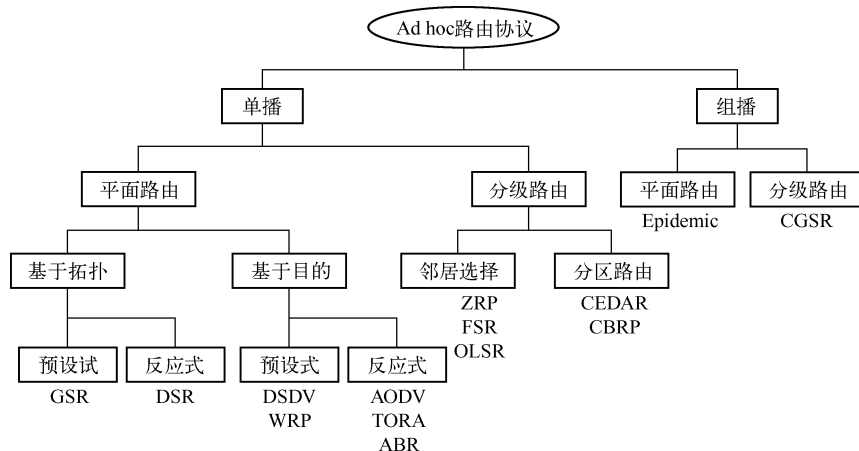 Ad hoc路由协议
单播
组播
平面路由
分级路由
平面路由
分级路由
Epidemic
CGSR
基于拓扑
基于目的
邻居选择
分区路由
ZRP
FSR
OLSR
CEDAR
CBRP
预设试
反应式
预设式
反应式
GSR
DSR
DSDV
WRP
AODV
TORA
ABR